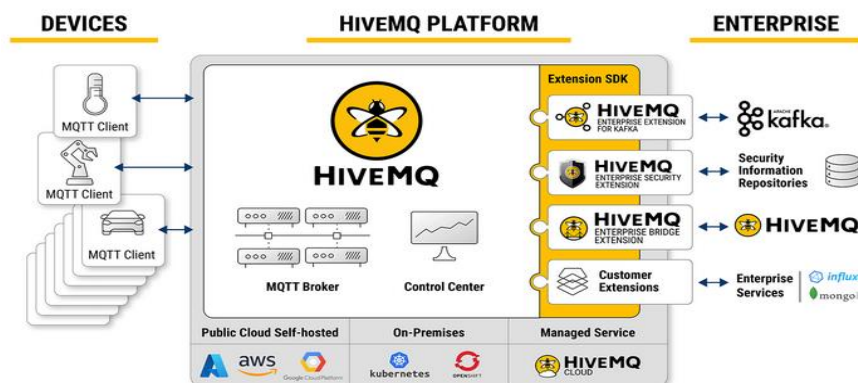 DEVICES
HIVEMQ PLATFORM
ENTERPRISE
MQTT Client
MQTT Client
MQTT Client
HIVEMQ
MQTT Broker
Control Center
Extension SDK
HIVEMQ
ENTERPRISE EXTENSION
FOR KAFKA
HIVEMQ
ENTERPRISE SECURITY
EXTENSION
HIVEMQ
ENTERPRISE BRIDGE
EXTENSION
Customer
Extensions
APACHE
kafka®
Security
Information
Repositories
HIVEMQ
Enterprise
Services
influx
mongo
Public Cloud Self-hosted
On-Premises
Managed Service
aws
Google Cloud Platform
kubernetes
OPENSHIFT
HIVEMQ
CLOUD